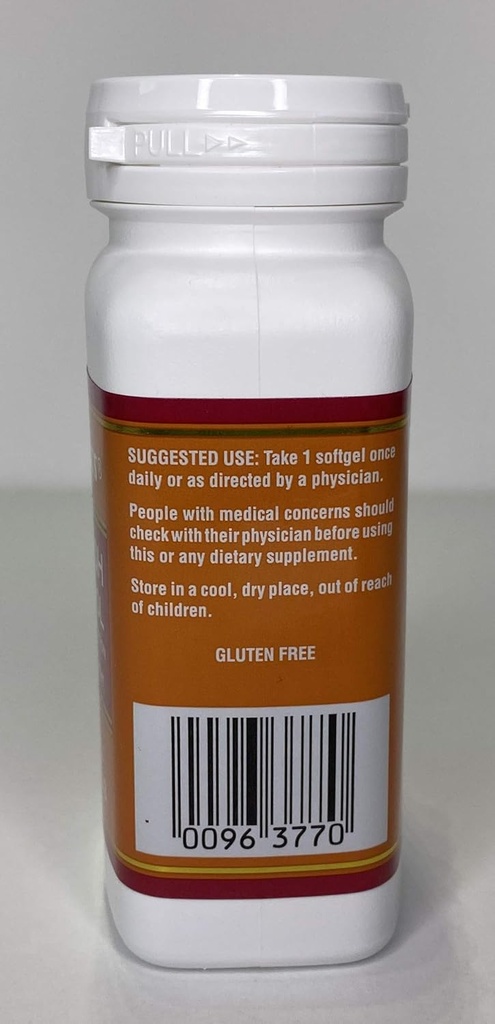 PULL
SUGGESTED USE: Take 1 softgel once
daily or as directed by a physician.
People with medical concerns should
check with their physician before using
this or any dietary supplement.
Store in a cool, dry place, out of reach
of children.
GLUTEN FREE
0096 3770